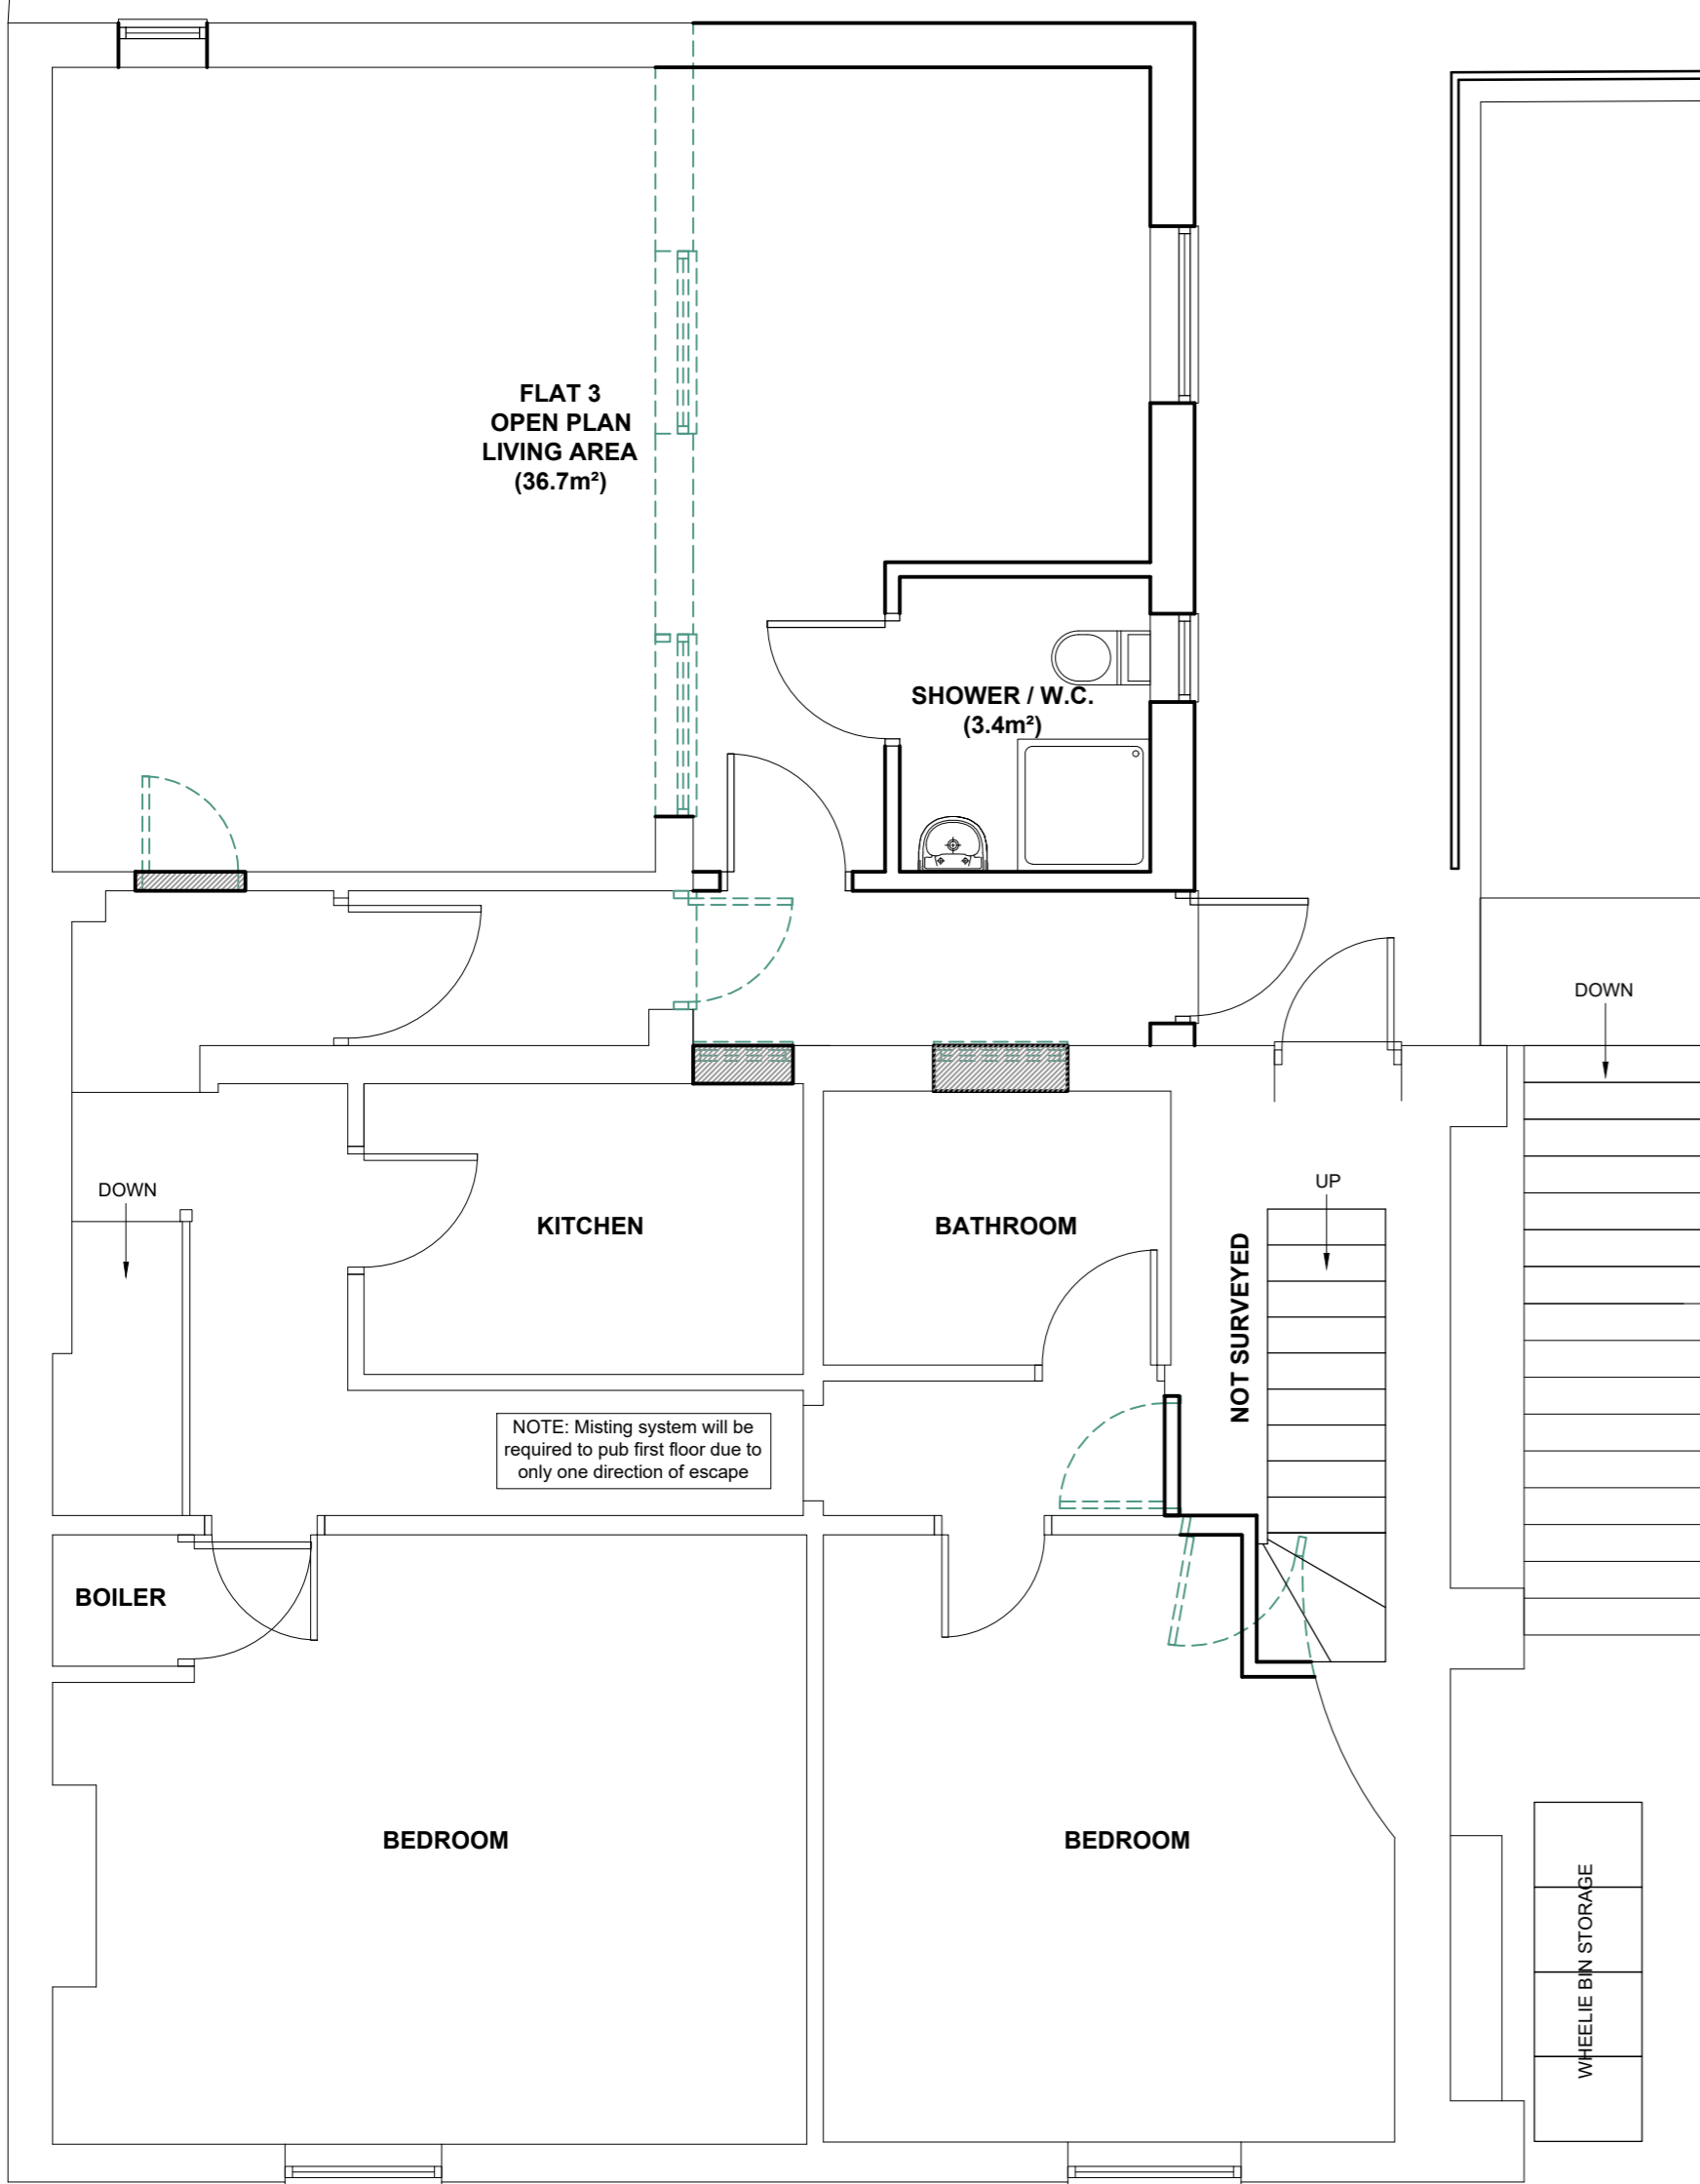 FLAT 3
OPEN PLAN
LIVING AREA
(36.7m²)
SHOWER / W.C.
(3.4m²)
DOWN
DOWN
UP
KITCHEN
BATHROOM
NOT SURVEYED
NOTE: Misting system will be
required to pub first floor due to
only one direction of escape
BOILER
BEDROOM
BEDROOM
WHEELIE BIN STORAGE